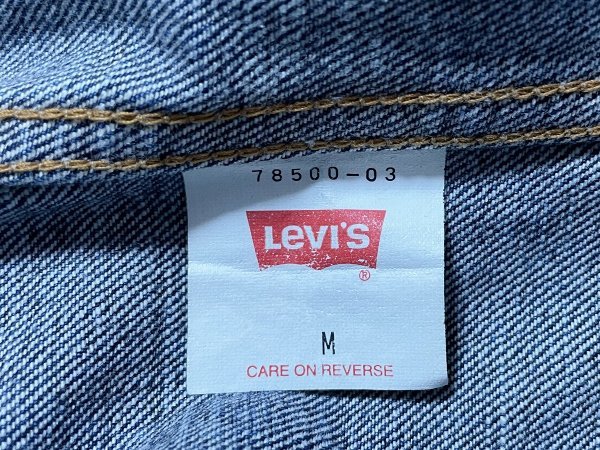 78500-03
Levi's
®
M
CARE ON REVERSE